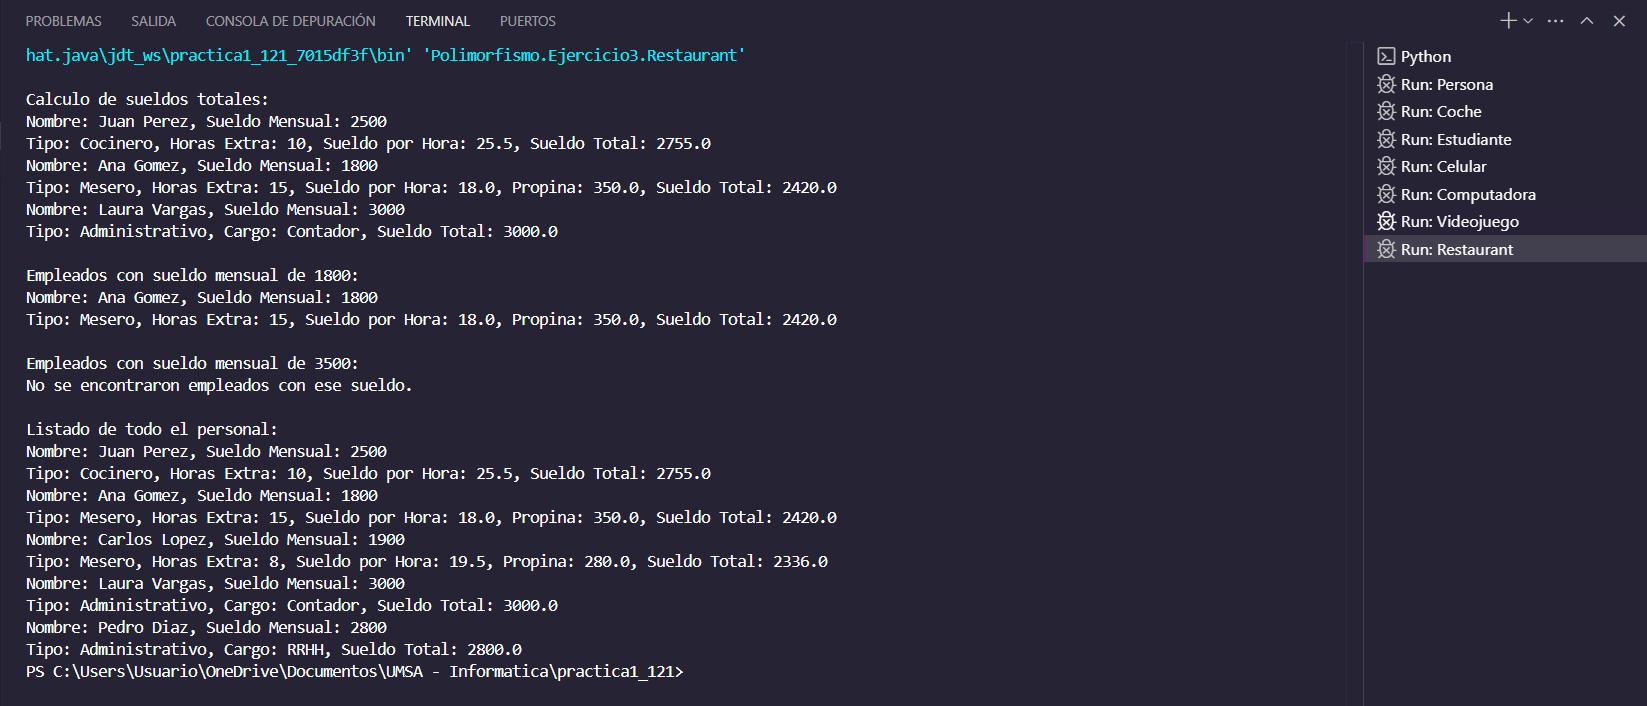 PROBLEMAS SALIDA CONSOLA DE DEPURACIÓN TERMINAL PUERTOS
hat.java\jdt_ws\practica1_121_7015df3f\bin' 'Polimorfismo.Ejercicio3.Restaurant'
Calculo de sueldos totales:
Nombre: Juan Perez, Sueldo Mensual: 2500
Tipo: Cocinero, Horas Extra: 10, Sueldo por Hora: 25.5, Sueldo Total: 2755.0
Nombre: Ana Gomez, Sueldo Mensual: 1800
Tipo: Mesero, Horas Extra: 15, Sueldo por Hora: 18.0, Propina: 350.0, Sueldo Total: 2420.0
Nombre: Laura Vargas, Sueldo Mensual: 3000
Tipo: Administrativo, Cargo: Contador, Sueldo Total: 3000.0
Empleados con sueldo mensual de 1800:
Nombre: Ana Gomez, Sueldo Mensual: 1800
Tipo: Mesero, Horas Extra: 15, Sueldo por Hora: 18.0, Propina: 350.0, Sueldo Total: 2420.0
Empleados con sueldo mensual de 3500:
No se encontraron empleados con ese sueldo.
Listado de todo el personal:
Nombre: Juan Perez, Sueldo Mensual: 2500
Tipo: Cocinero, Horas Extra: 10, Sueldo por Hora: 25.5, Sueldo Total: 2755.0
Nombre: Ana Gomez, Sueldo Mensual: 1800
Tipo: Mesero, Horas Extra: 15, Sueldo por Hora: 18.0, Propina: 350.0, Sueldo Total: 2420.0
Nombre: Carlos Lopez, Sueldo Mensual: 1900
Tipo: Mesero, Horas Extra: 8, Sueldo por Hora: 19.5, Propina: 280.0, Sueldo Total: 2336.0
Nombre: Laura Vargas, Sueldo Mensual: 3000
Tipo: Administrativo, Cargo: Contador, Sueldo Total: 3000.0
Nombre: Pedro Diaz, Sueldo Mensual: 2800
Tipo: Administrativo, Cargo: RRHH, Sueldo Total: 2800.0
PS C:\Users\Usuario\OneDrive\Documentos\UMSA - Informatica\practica1_121>
Python
Run: Persona
Run: Coche
Run: Estudiante
Run: Celular
Run: Computadora
Run: Videojuego
Run: Restaurant